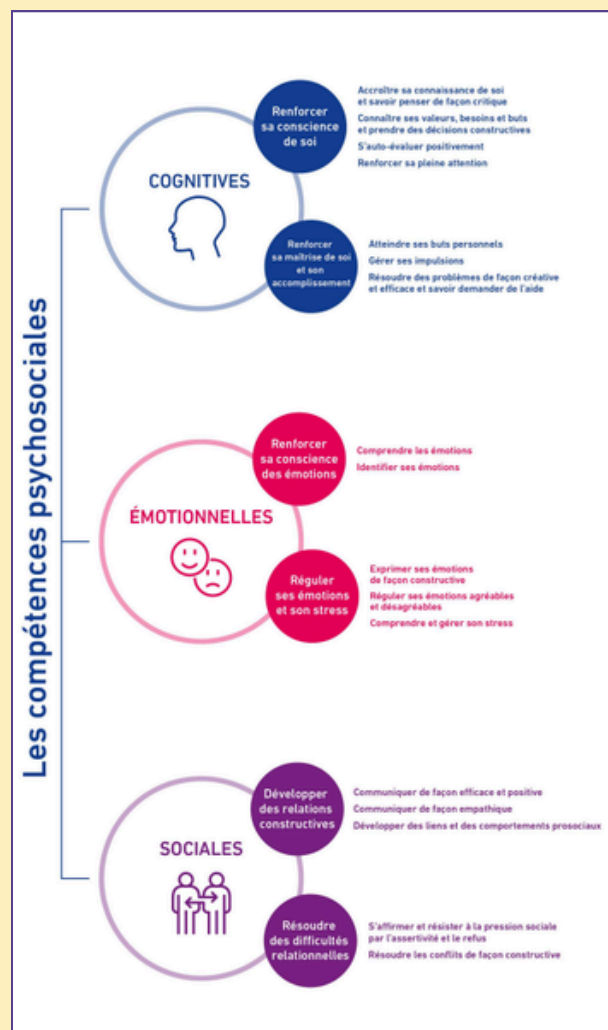 Les compétences psychosociales
COGNITIVES
Renforcer
sa conscience
de soi
Accroître sa connaissance de soi
et savoir penser de façon critique
Connaître ses valeurs, besoins et buts
et prendre des décisions constructives
S'auto-évaluer positivement
Renforcer sa pleine attention
Renforcer
sa maîtrise de soi
et son
accomplissement
Atteindre ses buts personnels
Gérer ses impulsions
Résoudre des problèmes de façon créative
et efficace et savoir demander de l'aide
ÉMOTIONNELLES
Renforcer
sa conscience
des émotions
Comprendre les émotions
Identifier ses émotions
Réguler
ses émotions
et son stress
Exprimer ses émotions
de façon constructive
Réguler ses émotions agréables
et désagréables
Comprendre et gérer son stress
SOCIALES
Développer
des relations
constructives
Communiquer de façon efficace et positive
Communiquer de façon empathique
Développer des liens et des comportements prosociaux
Résoudre
des difficultés
relationnelles
S'affirmer et résister à la pression sociale
par l'assertivité et le refus
Résoudre les conflits de façon constructive